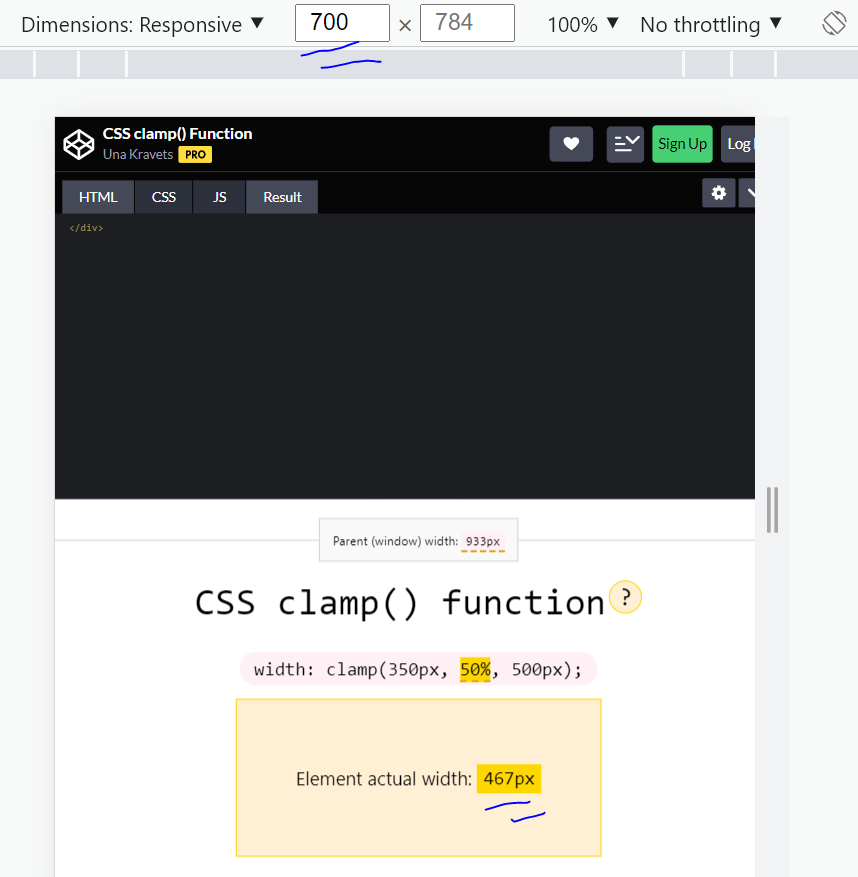 Dimensions: Responsive ▼ 700 × 784 100% ▼ No throttling ▼
CSS clamp() Function
Una Kravets PRO
Sign Up Log
HTML CSS JS Result
</div>
Parent (window) width: 933px
CSS clamp() function ?
width: clamp(350px, 50%, 500px);
Element actual width: 467px